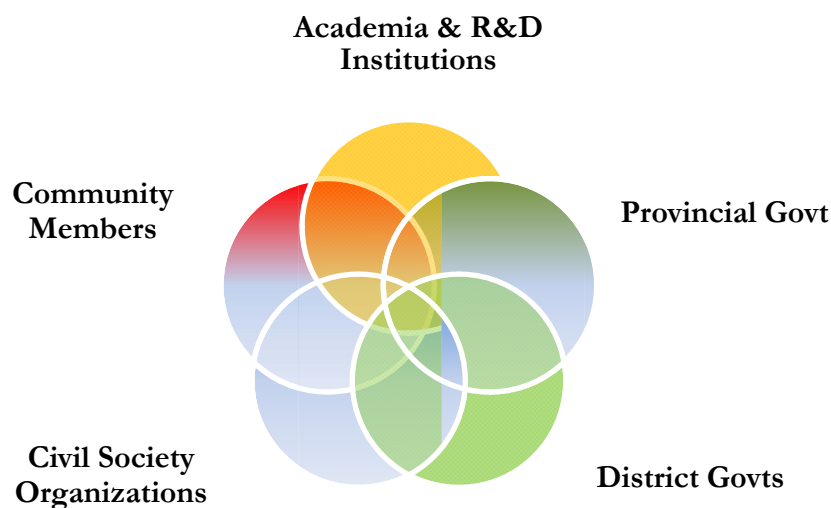 Academia & R&D
Institutions
Community
Members
Provincial Govt
Civil Society
Organizations
District Govts